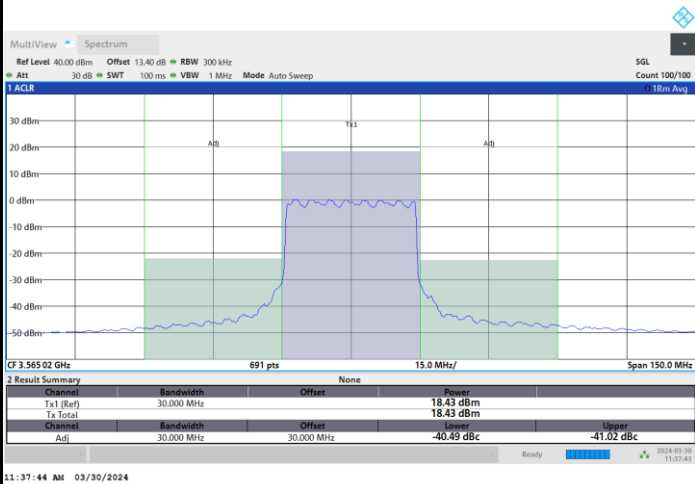 MultiView Spectrum
Ref Level 40.00 dBm Offset 13.40 dB RBW 300 kHz SGL
Att 30 dB SWT 100 ms VBW 1 MHz Mode Auto Sweep Count 100/100
1 ACLR 1Rm Avg
30 dBm
Tx1
20 dBm
Adj Adj
10 dBm
0 dBm
-10 dBm
-20 dBm
-30 dBm
-40 dBm
-50 dBm
CF 3.565 02 GHz 691 pts 15.0 MHz/ Span 150.0 MHz
2 Result Summary None
Channel Bandwidth Offset Power
Tx1 (Ref) 30.000 MHz 18.43 dBm
Tx Total 18.43 dBm
Channel Bandwidth Offset Lower Upper
Adj 30.000 MHz 30.000 MHz -40.49 dBc -41.02 dBc
Ready 2024-03-30
11:37:43
11:37:44 AM 03/30/2024